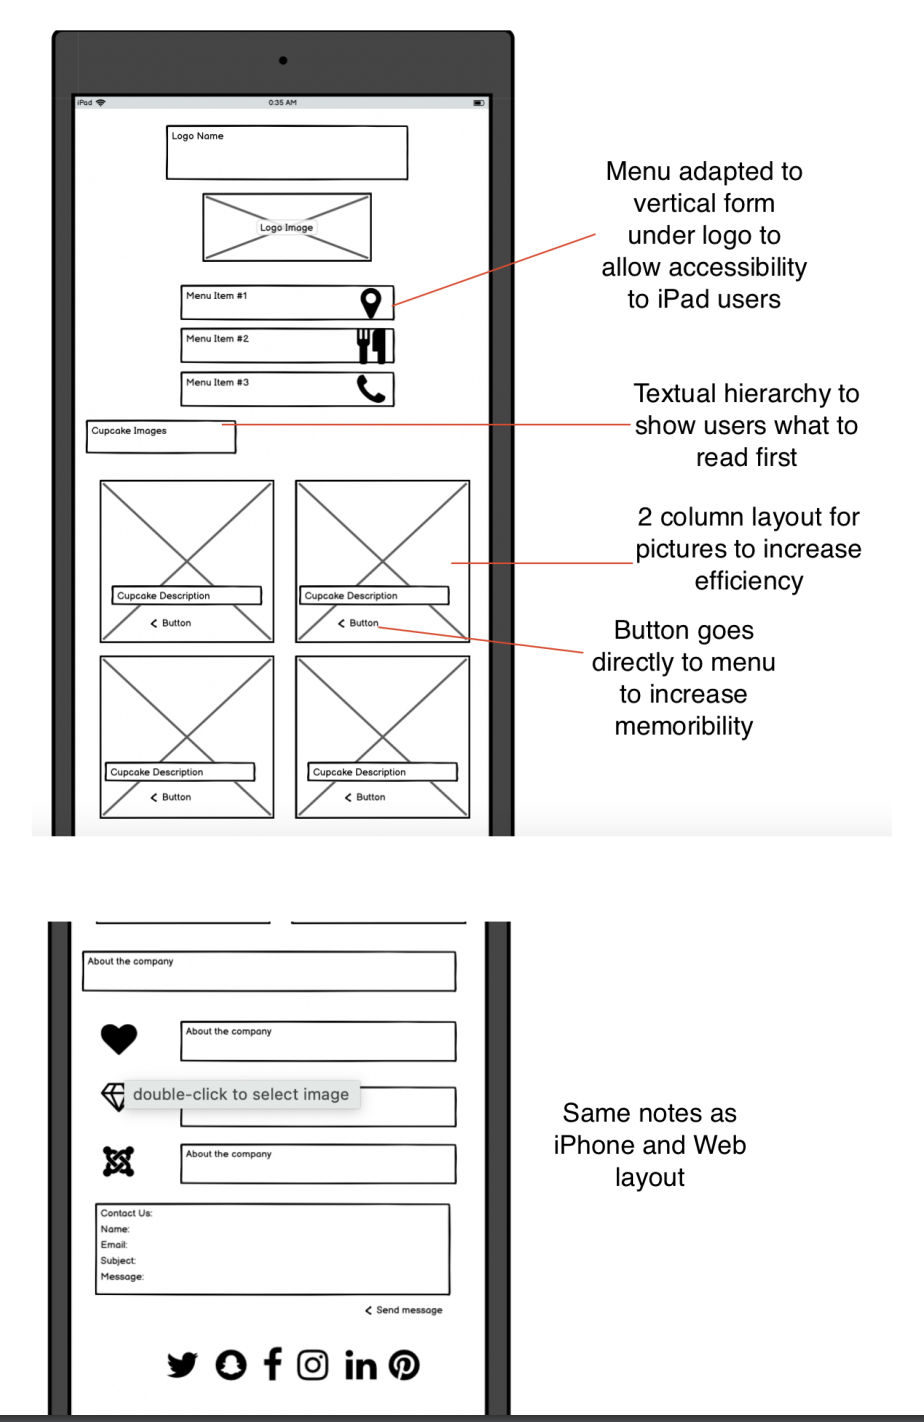 iPad
0:35 AM
Logo Name
Logo Image
Menu Item #1
Menu Item #2
Menu Item #3
Menu adapted to
vertical form
under logo to
allow accessibility
to iPad users
Cupcake Images
Textual hierarchy to
show users what to
read first
2 column layout for
pictures to increase
efficiency
Cupcake Description
Cupcake Description
Button
Button
Button goes
directly to menu
to increase
memoribility
Cupcake Description
Cupcake Description
Button
Button
About the company
About the company
double-click to select image
About the company
Same notes as
iPhone and Web
layout
Contact Us:
Name:
Email:
Subject:
Message:
Send message